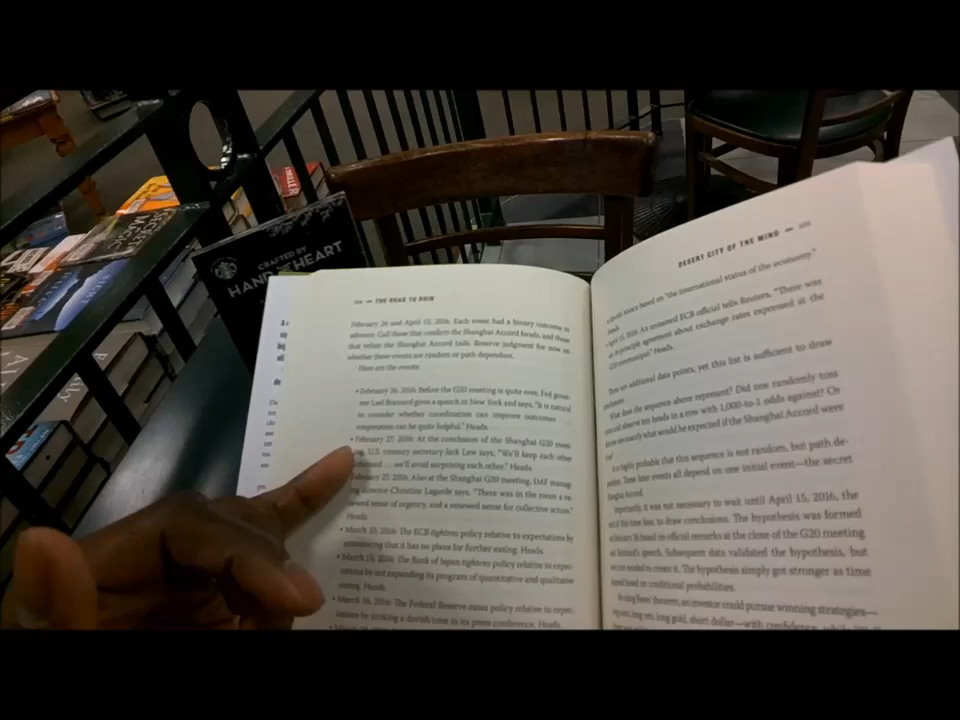 SECRETS
MAGIC
KILLER
CRAFTED BY
HAND & HEART
THE ROAD TO RUIN
February 26 and April 15, 2016. Each event had a binary outcome in
advance. Call those that confirm the Shanghai Accord heads, and those
that refute the Shanghai Accord tails. Reserve judgment for now on
whether these events are random or path dependent.
Here are the events:
• February 26, 2016: Before the G20 meeting is quite over, Fed gover-
nor Lael Brainard gives a speech in New York and says, "It is natural
to consider whether coordination can improve outcomes
cooperation can be quite helpful." Heads.
• February 27, 2016: At the conclusion of the Shanghai G20 meet-
ing, U.S. treasury secretary Jack Lew says, "We'll keep each other
informed . . . we'll avoid surprising each other." Heads.
February 27, 2016: Also at the Shanghai G20 meeting, IMF manag-
ing director Christine Lagarde says, "There was in the room a re-
newed sense of urgency, and a renewed sense for collective action."
Heads.
• March 10, 2016: The ECB tightens policy relative to expectations by
announcing that it has no plans for further easing. Heads.
• March 15, 2016: The Bank of Japan tightens policy relative to expec-
tations by not expanding its program of quantitative and qualitative
easing. Heads.
• March 16, 2016: The Federal Reserve eases policy relative to expec-
tations by striking a dovish tone in its press conference. Heads.
DESERT CITY OF THE MIND
stance based on "the international status of the economy."
Heads.
April 15, 2016: An unnamed ECB official tells Reuters, "There was
an in-principle agreement about exchange rates expressed at the
G20 communiqué." Heads.
There are additional data points, yet this list is sufficient to draw
conclusions.
What does the sequence above represent? Did one randomly toss
and observe ten heads in a row with 1,000-to-1 odds against? Or
exactly what would be expected if the Shanghai Accord were
real?
It is highly probable that this sequence is not random, but path de-
pendent. These later events all depend on one initial event—the secret
Shanghai Accord.
Importantly, it was not necessary to wait until April 15, 2016, the
end of the time line, to draw conclusions. The hypothesis was formed
on February 26 based on official remarks at the close of the G20 meeting
Brainard's speech. Subsequent data validated the hypothesis, but
were not needed to create it. The hypothesis simply got stronger as time
based on conditional probabilities.
In using Bayes' theorem, an investor could pursue winning strategies—
long yen, long gold, short dollar—with confidence, while